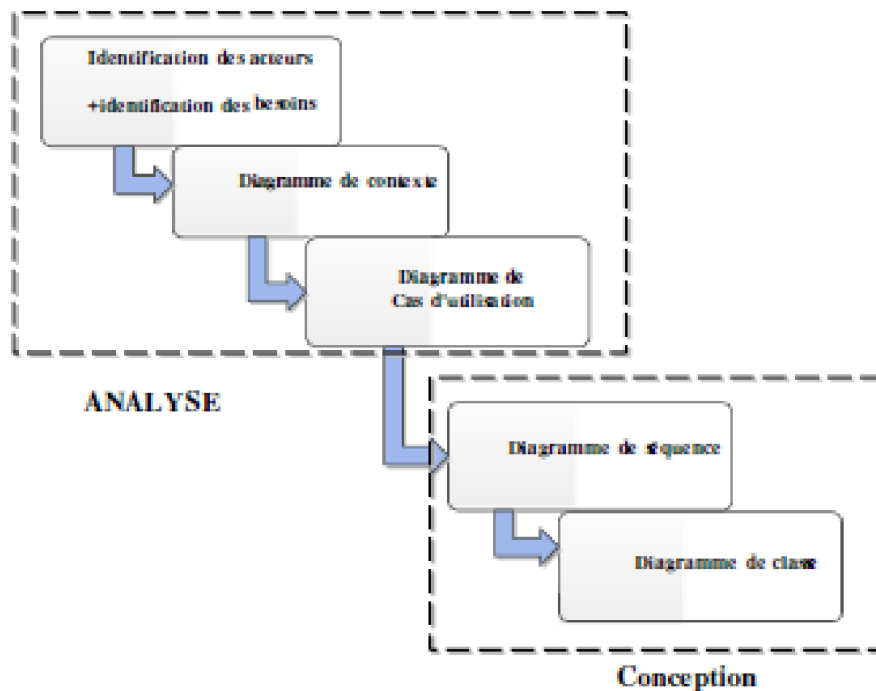 Identification des acteurs
+identification des besoins
Diagramme de contexte
Diagramme de
Cas d'utilisation
ANALYSE
Diagramme de séquence
Diagramme de classe
Conception